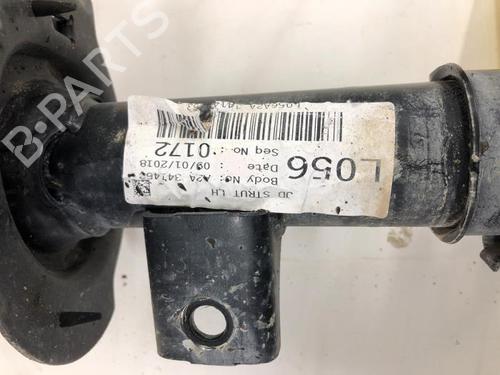 B-PARTS
JD STRUT LH
Body No: A2A
Date : 09/01/2018
Seq No.: 0172
L056